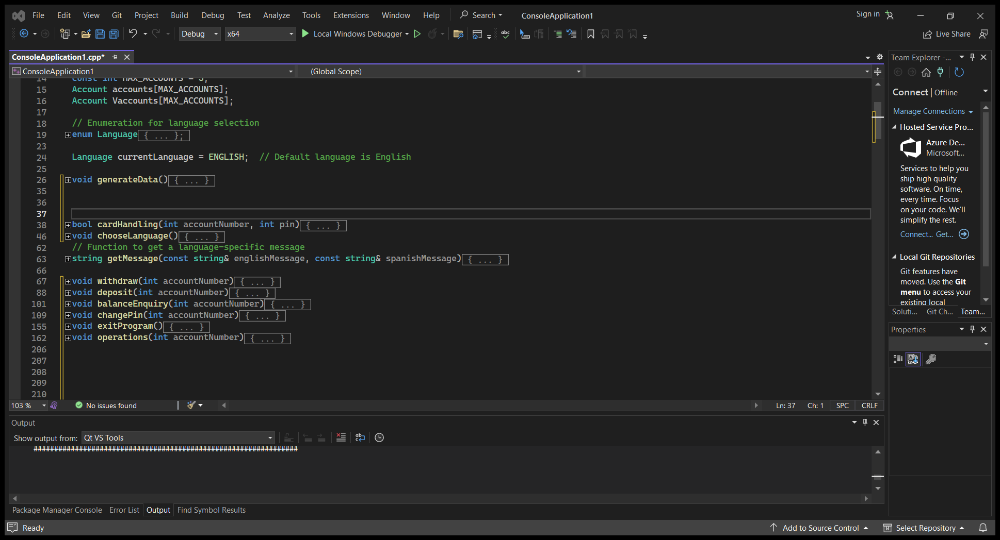 File Edit View Git Project Build Debug Test Analyze Tools Extensions Window Help Search ConsoleApplication1 Sign in
Debug x64 Local Windows Debugger Live Share
ConsoleApplication1.cpp*
ConsoleApplication1 (Global Scope)
14 const int MAX_ACCOUNTS = 5;
15 Account accounts[MAX_ACCOUNTS];
16 Account Vaccounts[MAX_ACCOUNTS];
17
18 // Enumeration for language selection
19 enum Language{ ... };
23
24 Language currentLanguage = ENGLISH;  // Default language is English
25
26 void generateData(){ ... }
35
36
37
38 bool cardHandling(int accountNumber, int pin){ ... }
46 void chooseLanguage(){ ... }
62 // Function to get a language-specific message
63 string getMessage(const string& englishMessage, const string& spanishMessage){ ... }
66
67 void withdraw(int accountNumber){ ... }
88 void deposit(int accountNumber){ ... }
101 void balanceEnquiry(int accountNumber){ ... }
109 void changePin(int accountNumber){ ... }
155 void exitProgram(){ ... }
162 void operations(int accountNumber){ ... }
206
207
208
209
210
103 % No issues found Ln: 37 Ch: 1 SPC CRLF
Output
Show output from: Qt VS Tools
################################################################
Package Manager Console Error List Output Find Symbol Results
Team Explorer -...
Connect | Offline
Manage Connections
Hosted Service Pro...
Azure De...
Microsoft...
Services to help you
ship high quality
software. On time,
every time. Focus
on your code. We'll
simplify the rest.
Connect... Get...
Local Git Repositories
Git features have
moved. Use the Git
menu to access your
existing local
Soluti... Git Ch... Team...
Properties
Ready Add to Source Control Select Repository